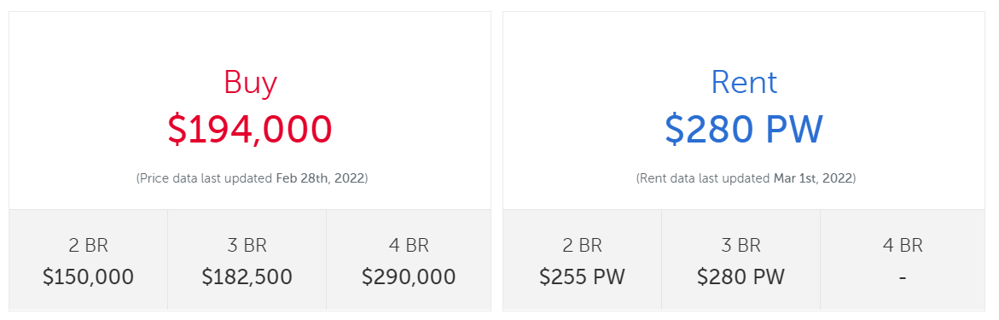 Buy
$194,000
(Price data last updated Feb 28th, 2022)
2 BR
$150,000
3 BR
$182,500
4 BR
$290,000
Rent
$280 PW
(Rent data last updated Mar 1st, 2022)
2 BR
$255 PW
3 BR
$280 PW
4 BR
-